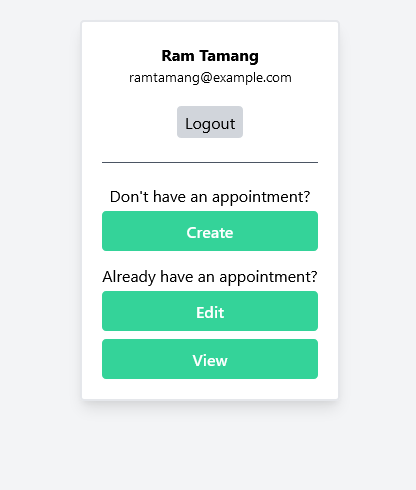 Ram Tamang
ramtamang@example.com
Logout
Don't have an appointment?
Create
Already have an appointment?
Edit
View